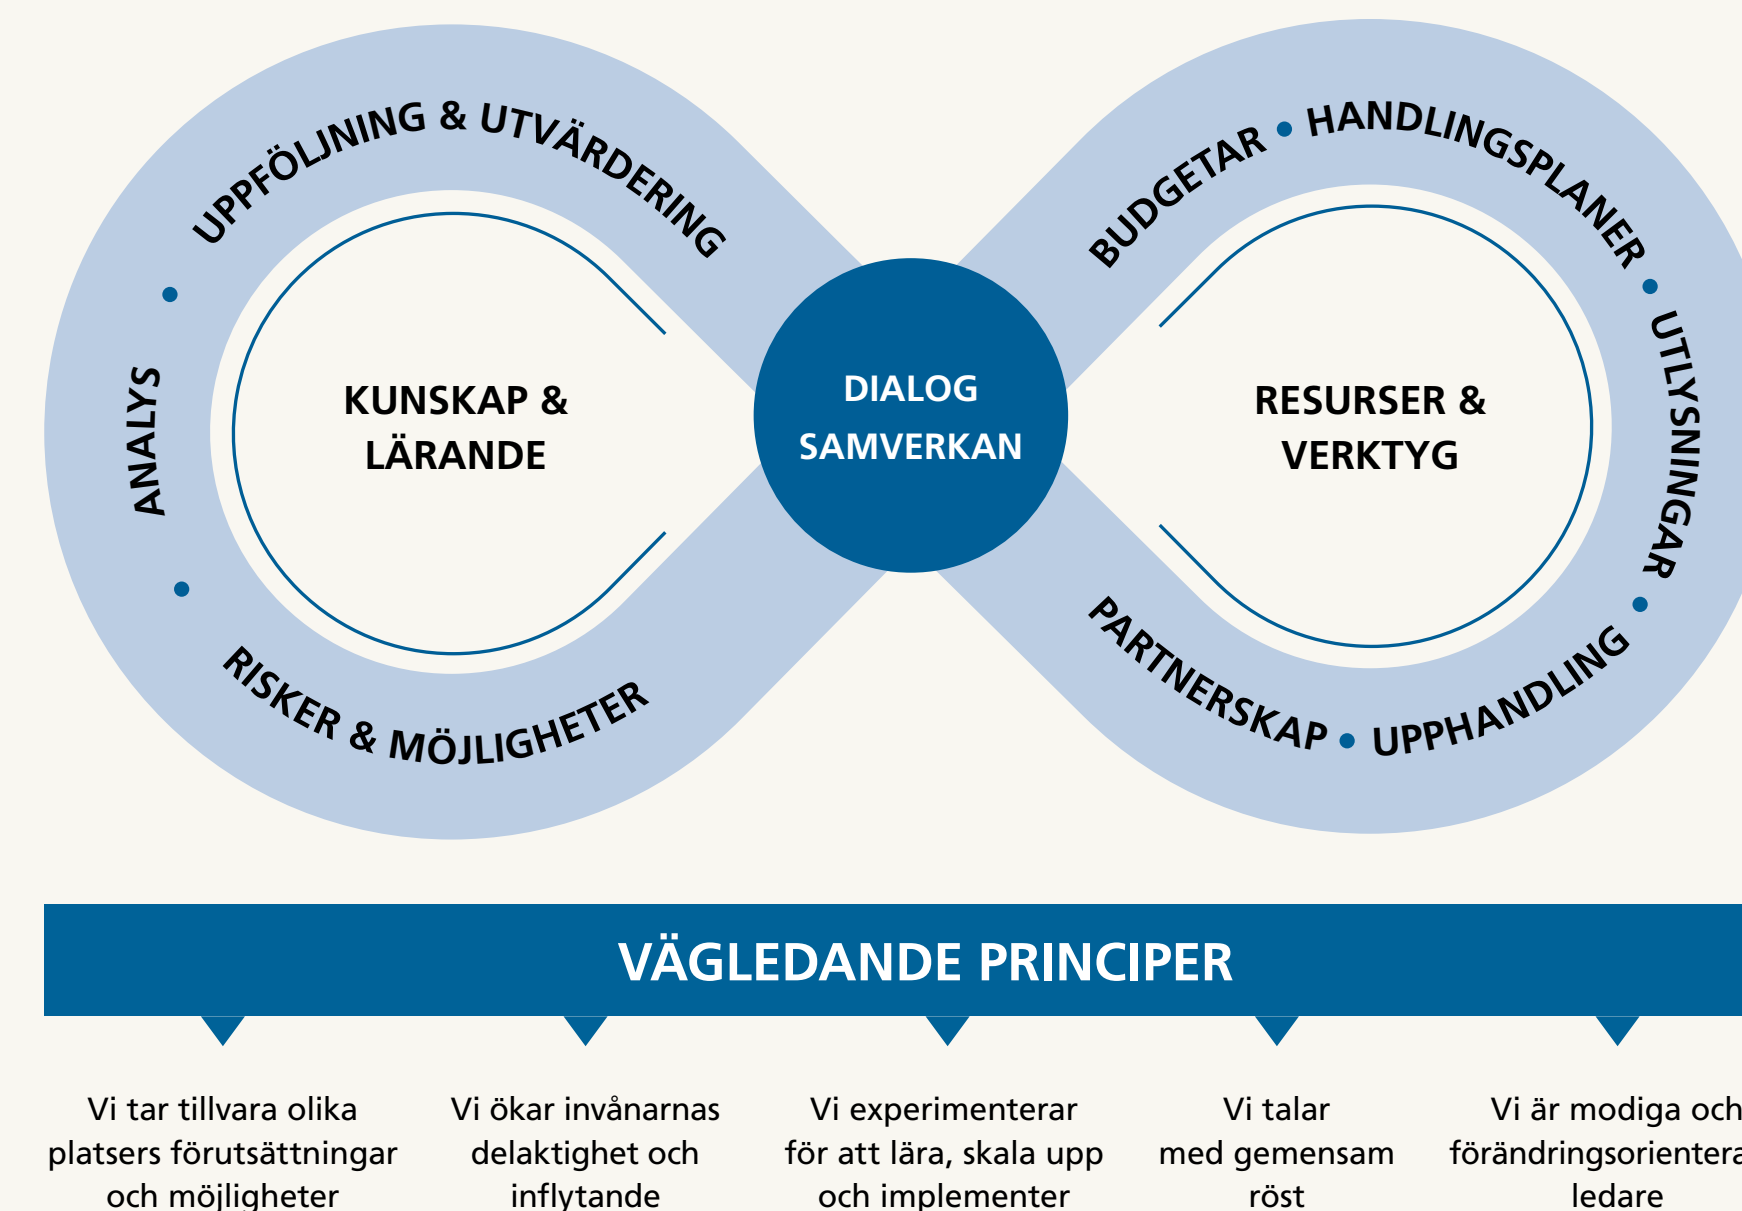 UPPFÖLJNING & UTVÄRDERING
•
ANALYS
•
RISKER & MÖJLIGHETER
KUNSKAP &
LÄRANDE
DIALOG
SAMVERKAN
BUDGETAR • HANDLINGSPLANER • UTLYSNINGAR
•
PARTNERSKAP • UPPHANDLING
RESURSER &
VERKTYG
VÄGLEDANDE PRINCIPER
Vi tar tillvara olika
platsers förutsättningar
och möjligheter
Vi ökar invånarnas
delaktighet och
inflytande
Vi experimenterar
för att lära, skala upp
och implementer
Vi talar
med gemensam
röst
Vi är modiga och
ledare